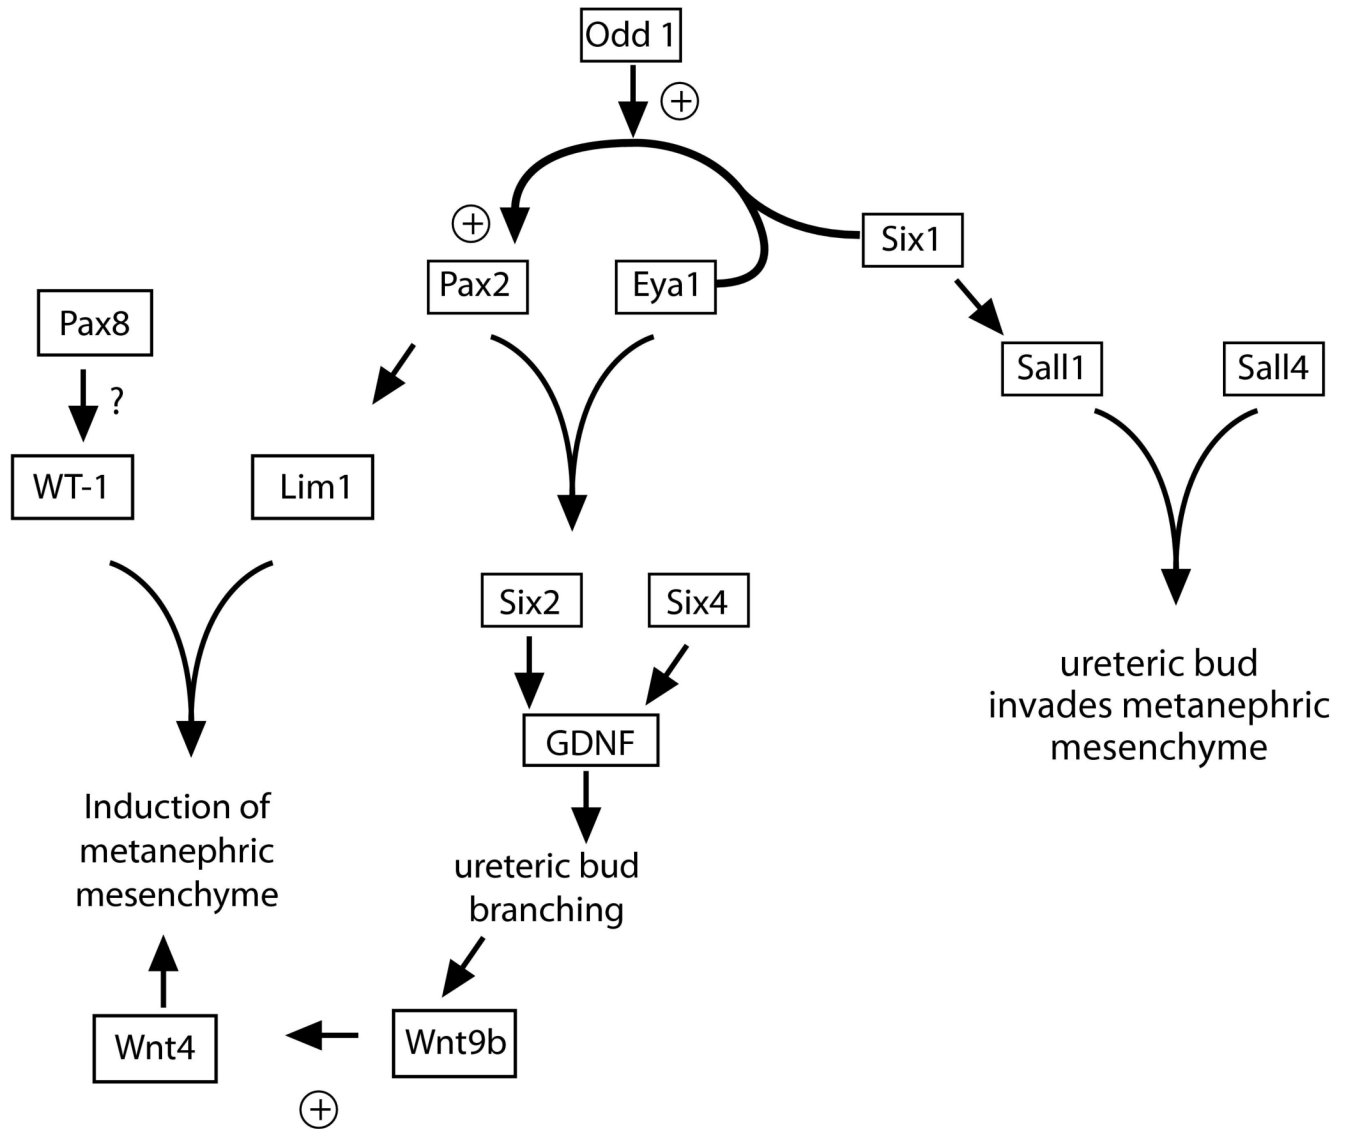 Odd 1
+
Six1
+
Pax2
Eya1
Pax8
Sall1
Sall4
?
WT-1
Lim1
Six2
Six4
ureteric bud
invades metanephric
mesenchyme
GDNF
Induction of
metanephric
mesenchyme
ureteric bud
branching
Wnt4
Wnt9b
+